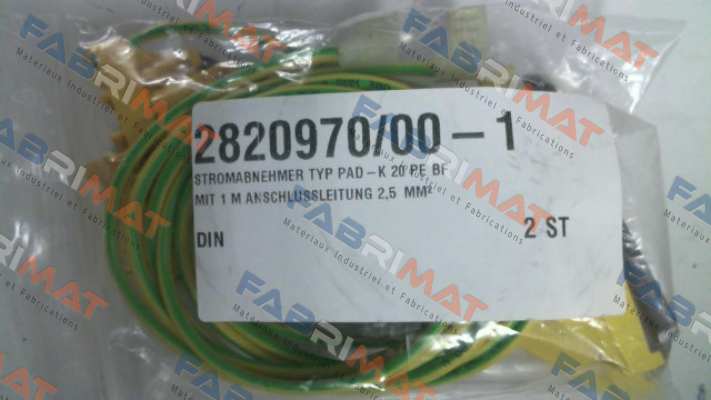 2820970/00-1
STROMABNEHMER TYP PAD-K 20 PE BF
MIT 1 M ANSCHLUSSLEITUNG 2,5 MM²
DIN
2 ST
FABRIMAT
Materiaux Industriel et Fabrications